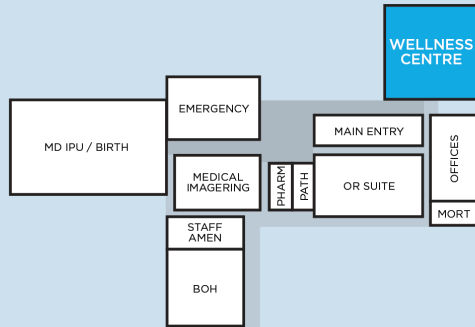 WELLNESS
CENTRE
EMERGENCY
MAIN ENTRY
MD IPU / BIRTH
OFFICES
MEDICAL
IMAGERING
PHARM
PATH
OR SUITE
MORT
STAFF
AMEN
BOH